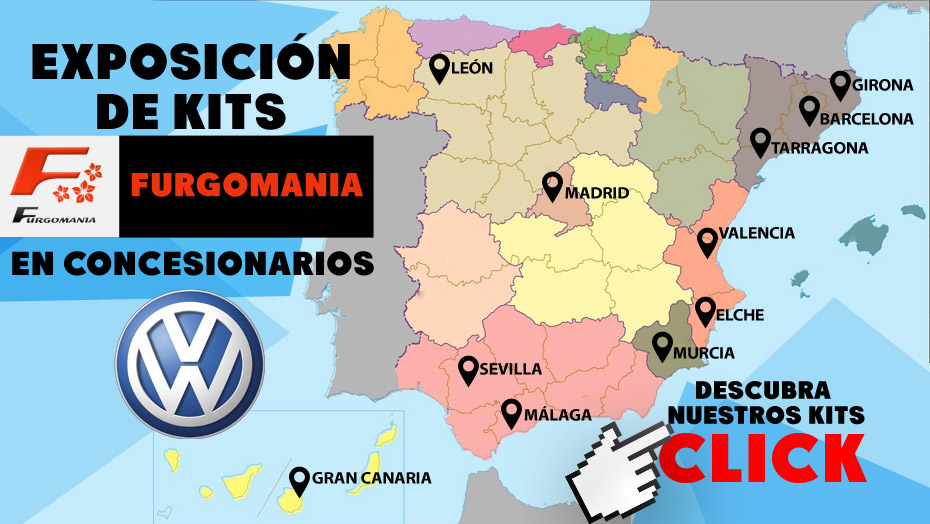 EXPOSICIÓN
DE KITS
FURGOMANIA
FURGOMANIA
EN CONCESIONARIOS
LEÓN
GIRONA
BARCELONA
TARRAGONA
MADRID
VALENCIA
ELCHE
MURCIA
SEVILLA
MÁLAGA
GRAN CANARIA
DESCUBRA
NUESTROS KITS
CLICK